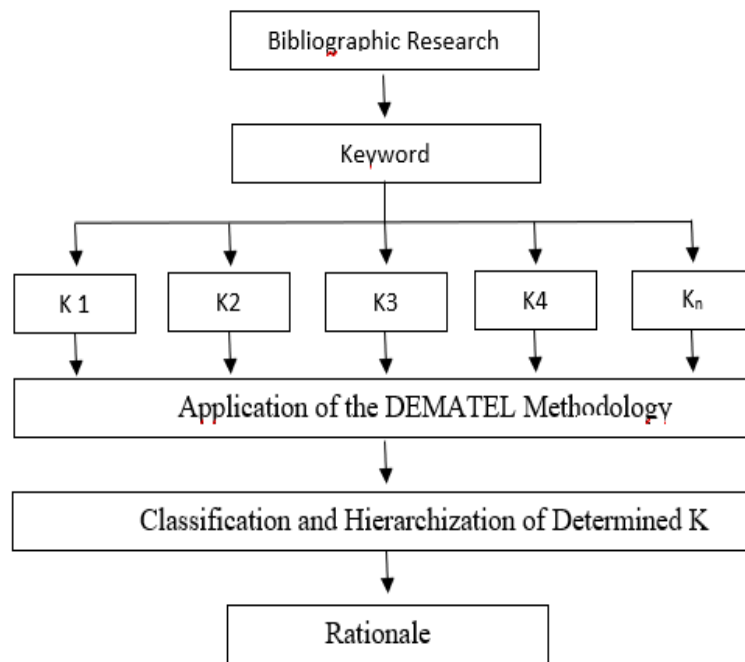 Bibliographic Research
Keyword
K 1
K2
K3
K4
Kn
Application of the DEMATEL Methodology
Classification and Hierarchization of Determined K
Rationale